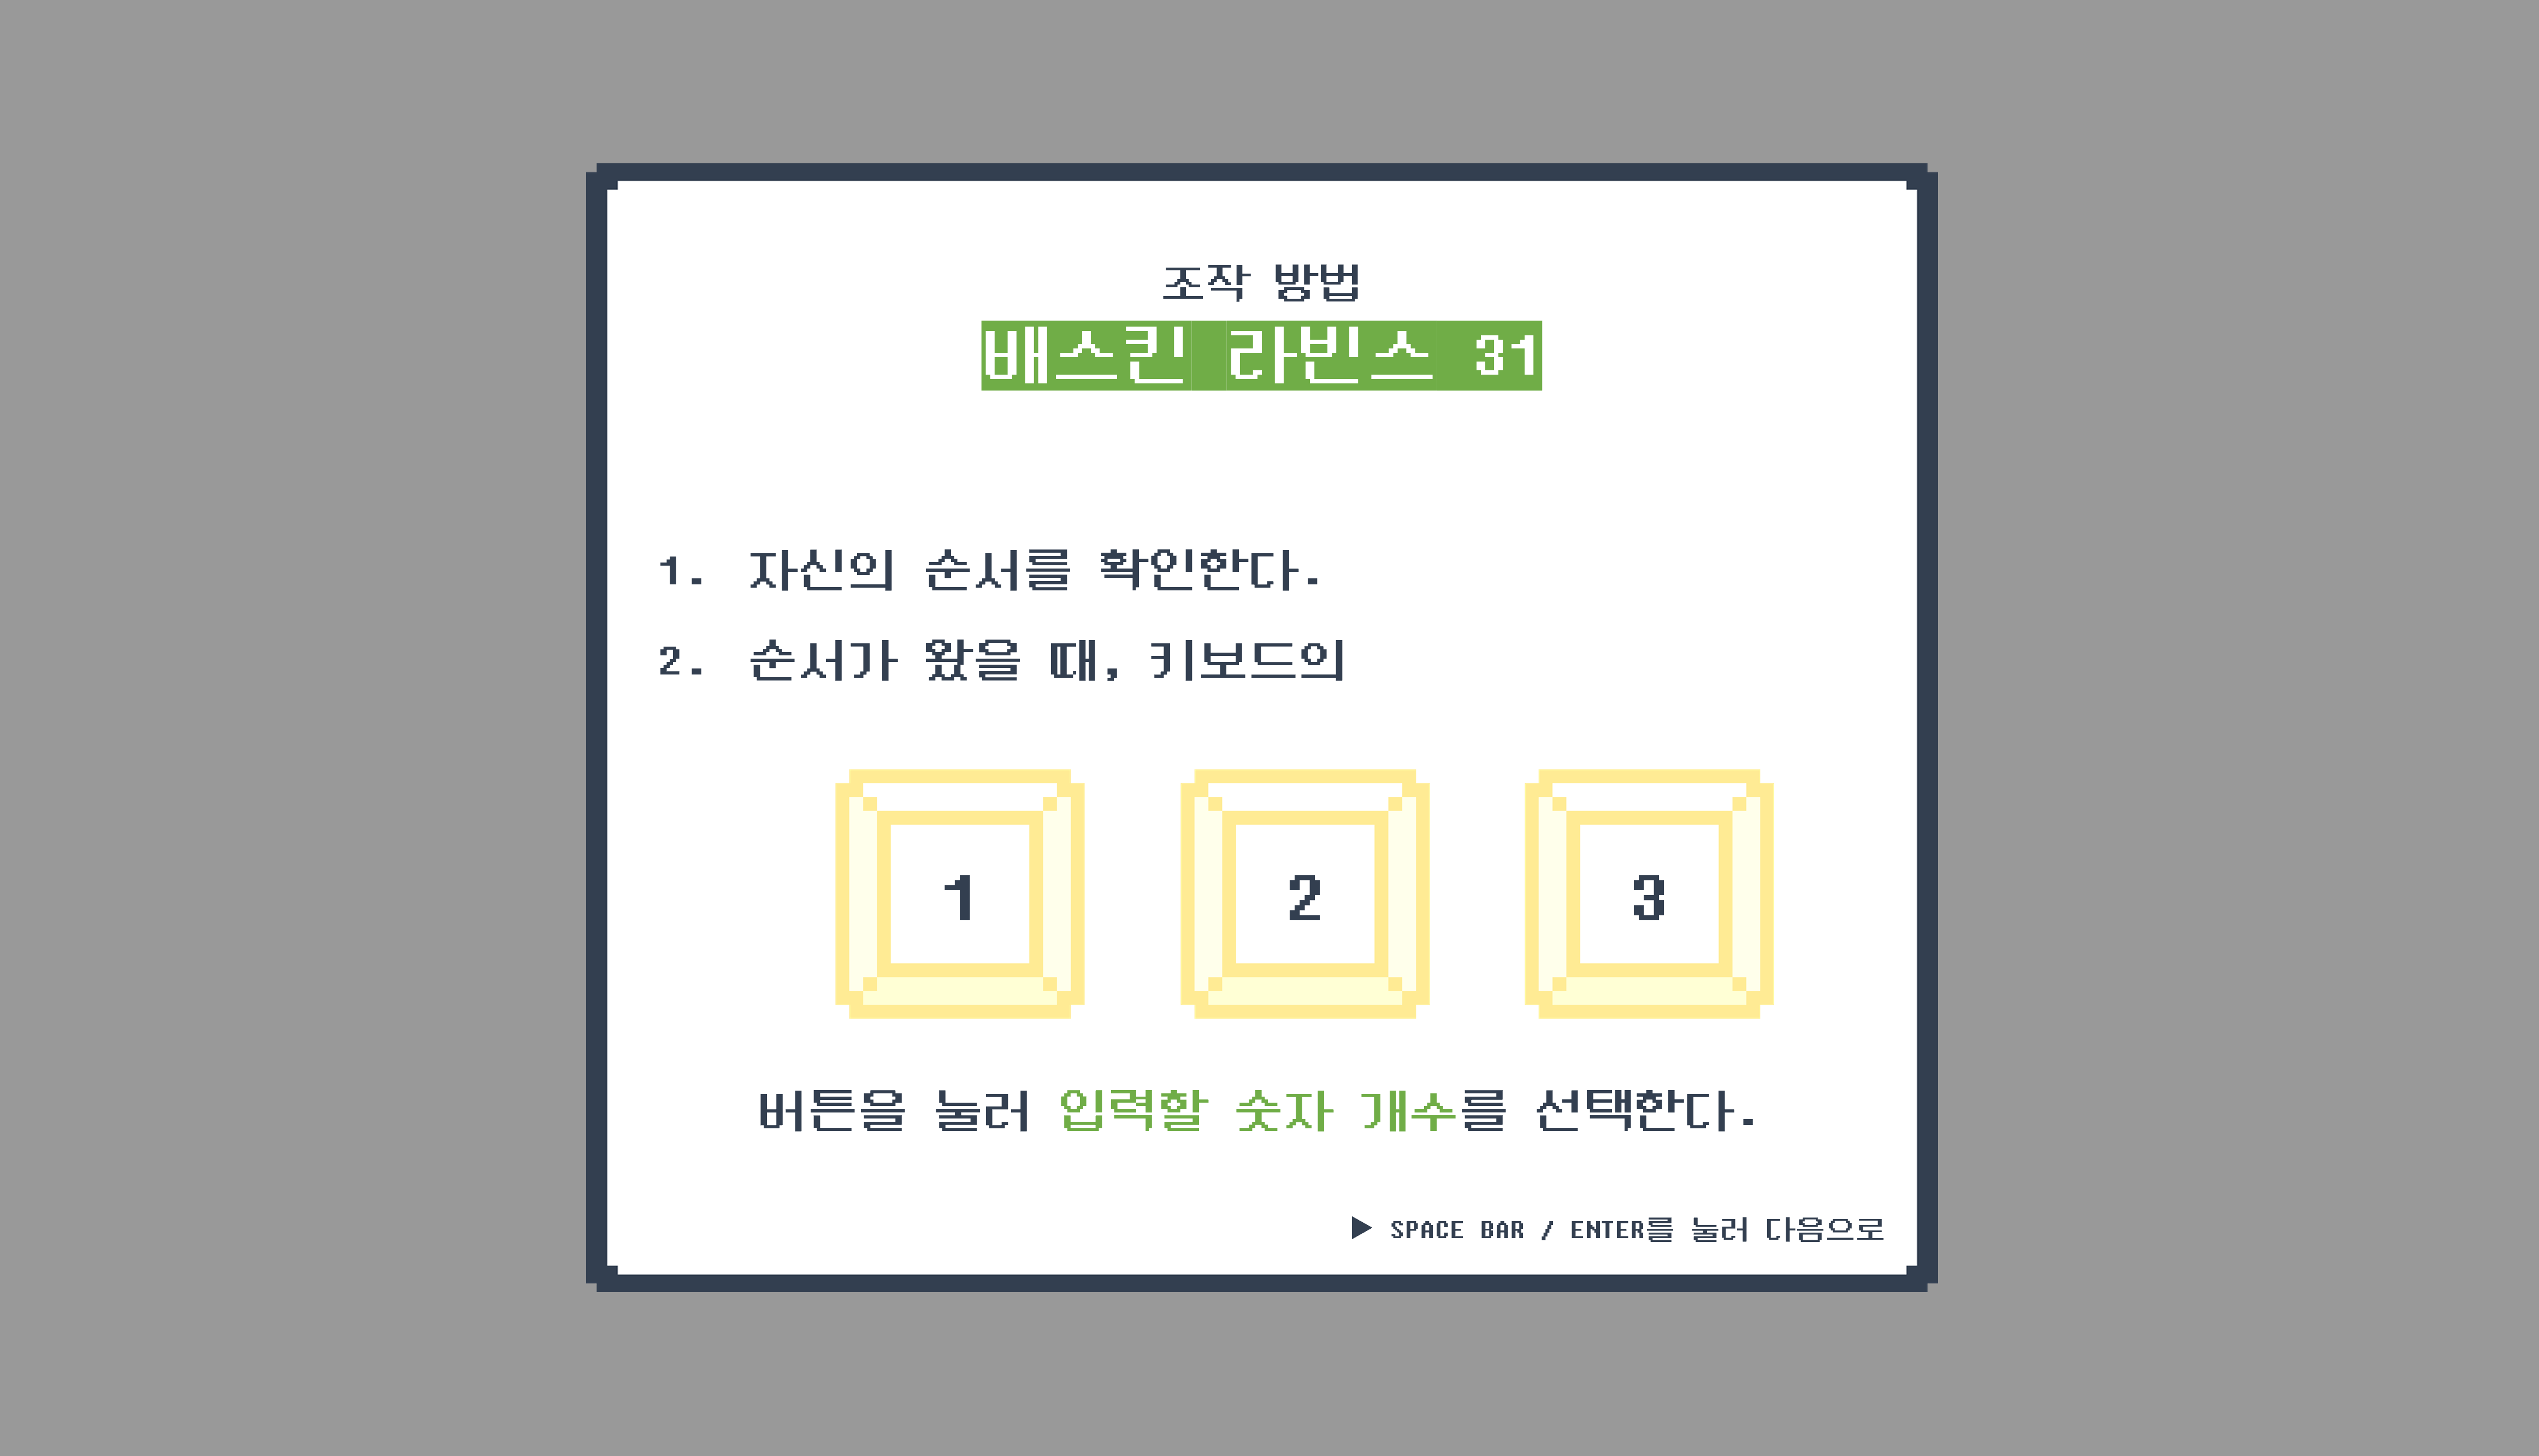 조작 방법
배스킨 라빈스 31
1. 자신의 순서를 확인한다.
2. 순서가 왔을 때, 키보드의
1 2 3
버튼을 눌러 입력할 숫자 개수를 선택한다.
▶ SPACE BAR / ENTER를 눌러 다음으로